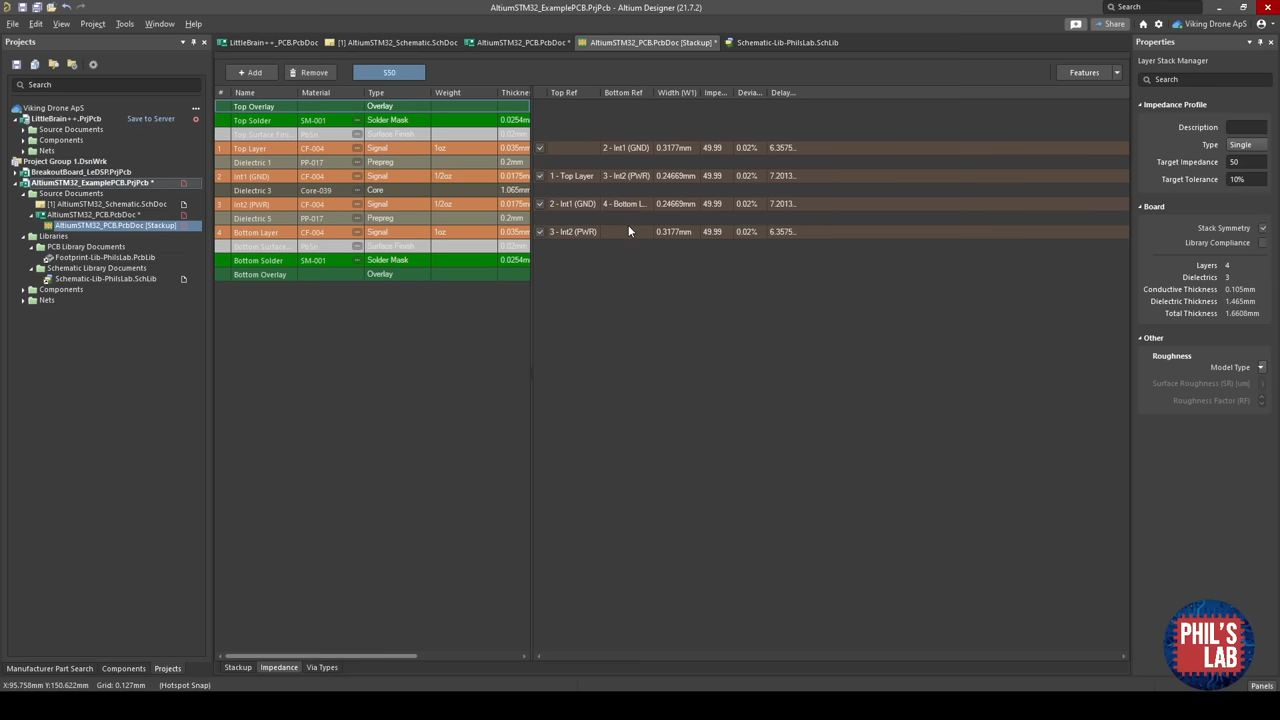 AltiumSTM32_ExamplePCB.PrjPcb - Altium Designer (21.7.2)
Search
File Edit View Project Tools Window Help
Share
Viking Drone ApS
Projects
LittleBrain++_PCB.PcbDoc
[1] AltiumSTM32_Schematic.SchDoc
AltiumSTM32_PCB.PcbDoc *
AltiumSTM32_PCB.PcbDoc [Stackup] *
Schematic-Lib-PhilsLab.SchLib
Search
Viking Drone ApS
LittleBrain++.PrjPcb Save to Server
Source Documents
Components
Nets
Project Group 1.DsnWrk
BreakoutBoard_LeDSP.PrjPcb
AltiumSTM32_ExamplePCB.PrjPcb *
Source Documents
[1] AltiumSTM32_Schematic.SchDoc
AltiumSTM32_PCB.PcbDoc *
AltiumSTM32_PCB.PcbDoc [Stackup]
Libraries
PCB Library Documents
Footprint-Lib-PhilsLab.PcbLib
Schematic Library Documents
Schematic-Lib-PhilsLab.SchLib
Components
Nets
Manufacturer Part Search Components Projects
+ Add Remove S50 Features
# Name Material Type Weight Thickne Top Ref Bottom Ref Width (W1) Impe... Devia... Delay...
Top Overlay Overlay
Top Solder SM-001 Solder Mask 0.0254mm
Top Surface Fini... PbSn Surface Finish 0.02mm
1 Top Layer CF-004 Signal 1oz 0.035mm 2 - Int1 (GND) 0.3177mm 49.99 0.02% 6.3575...
Dielectric 1 PP-017 Prepreg 0.2mm
2 Int1 (GND) CF-004 Signal 1/2oz 0.0175mm 1 - Top Layer 3 - Int2 (PWR) 0.24669mm 49.99 0.02% 7.2013...
Dielectric 3 Core-039 Core 1.065mm
3 Int2 (PWR) CF-004 Signal 1/2oz 0.0175mm 2 - Int1 (GND) 4 - Bottom L... 0.24669mm 49.99 0.02% 7.2013...
Dielectric 5 PP-017 Prepreg 0.2mm
4 Bottom Layer CF-004 Signal 1oz 0.035mm 3 - Int2 (PWR) 0.3177mm 49.99 0.02% 6.3575...
Bottom Surface... PbSn Surface Finish 0.02mm
Bottom Solder SM-001 Solder Mask 0.0254mm
Bottom Overlay Overlay
Stackup Impedance Via Types
Properties
Layer Stack Manager
Search
Impedance Profile
Description
Type Single
Target Impedance 50
Target Tolerance 10%
Board
Stack Symmetry
Library Compliance
Layers 4
Dielectrics 3
Conductive Thickness 0.105mm
Dielectric Thickness 1.465mm
Total Thickness 1.6608mm
Other
Roughness
Model Type
Surface Roughness (SR) [um]
Roughness Factor (RF)
PHIL'S
LAB
X:95.758mm Y:150.622mm Grid: 0.127mm (Hotspot Snap)
Panels